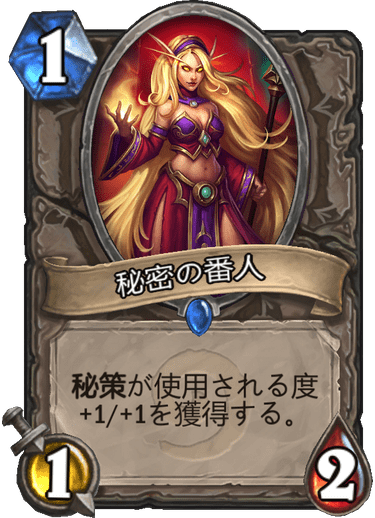 1
秘密の番人
秘策が使用される度
+1/+1を獲得する。
1
2